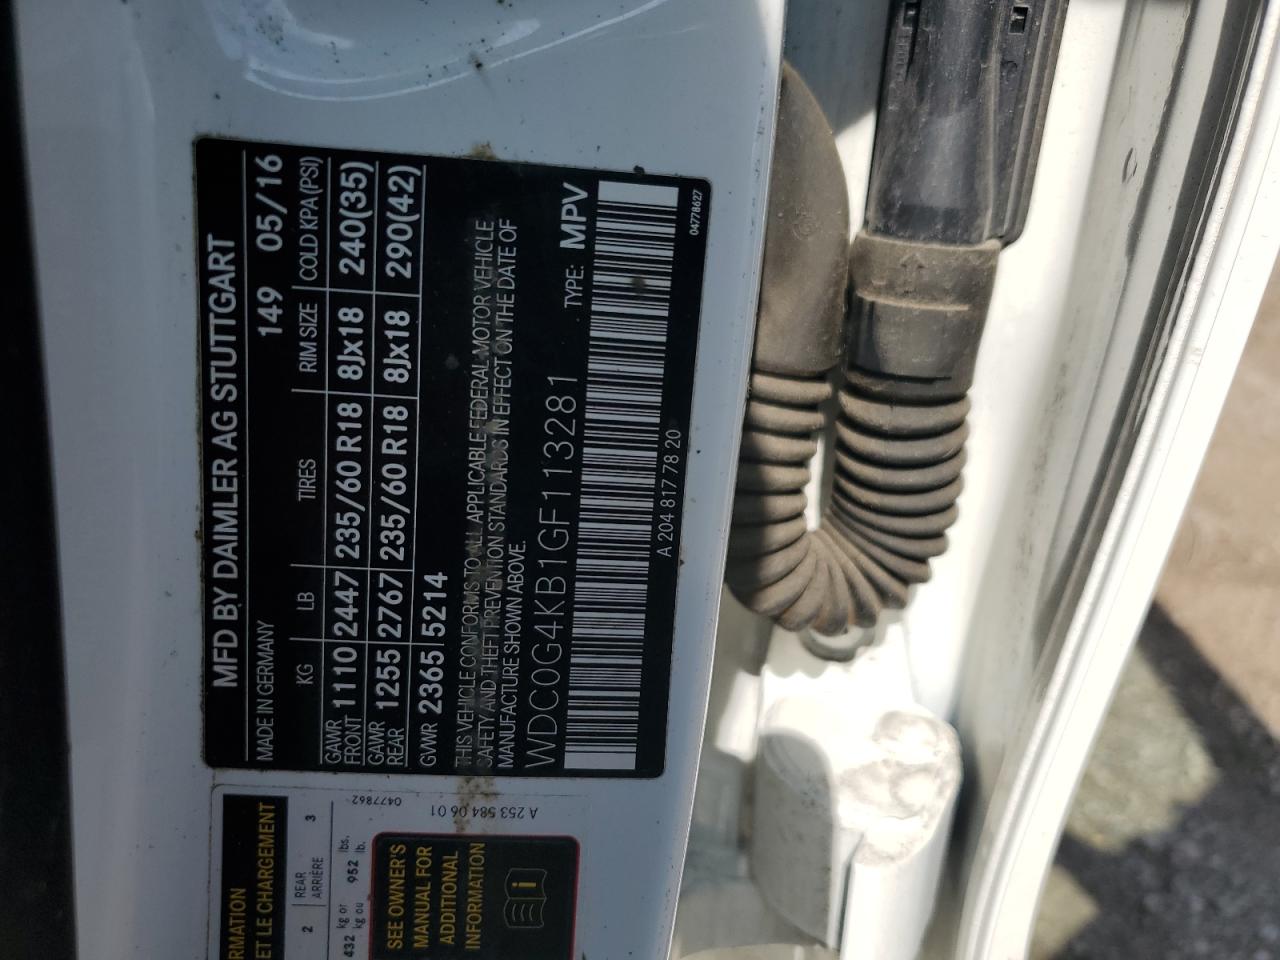 MFD BY DAIMLER AG STUTTGART
MADE IN GERMANY 149 05/16
KG LB TIRES RIM SIZE COLD KPA(PSI)
GAWR FRONT 1110 2447 235/60 R18 8Jx18 240(35)
GAWR REAR 1255 2767 235/60 R18 8Jx18 290(42)
GVWR 2365 5214
THIS VEHICLE CONFORMS TO ALL APPLICABLE FEDERAL MOTOR VEHICLE
SAFETY AND THEFT PREVENTION STANDARDS IN EFFECT ON THE DATE OF
MANUFACTURE SHOWN ABOVE.
WDC0G4KB1GF113281 TYPE: MPV
A 204 817 78 20
04778627
RMATION
ET LE CHARGEMENT
2 REAR ARRIÈRE 3
432 kg or kg ou 952 lbs. lb.
0477862
A 253 584 06 01
SEE OWNER'S
MANUAL FOR
ADDITIONAL
INFORMATION